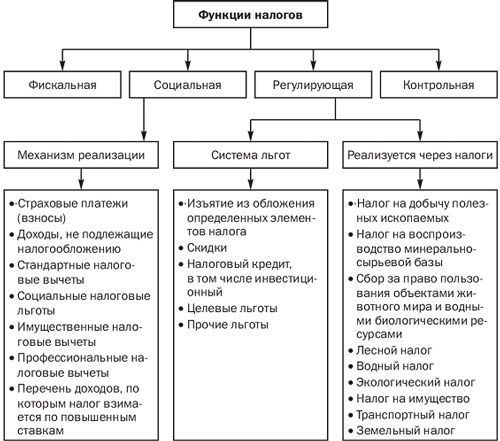 Функции налогов
Фискальная
Социальная
Регулирующая
Контрольная
Механизм реализации
Система льгот
Реализуется через налоги
•·Страховые платежи
(взносы)
• Доходы, не подлежащие
налогообложению
• Стандартные налого-
вые вычеты
• Социальные налоговые
льготы
• Имущественные нало-
говые вычеты
• Профессиональные на-
логовые вычеты
• Перечень доходов, по
которым налог взима-
ется по повышенным
ставкам
•·Изъятие из обложения
определенных элемен-
тов налога
• Скидки
• Налоговый кредит,
в том числе инвестици-
онный
• Целевые льготы
• Прочие льготы
•·Налог на добычу полез-
ных ископаемых
• Налог на воспроиз-
водство минерально-
сырьевой базы
• Сбор за право пользо-
вания объектами жи-
вотного мира и водны-
ми биологическими ре-
сурсами
• Лесной налог
• Водный налог
• Экологический налог
• Налог на имущество
• Транспортный налог
• Земельный налог